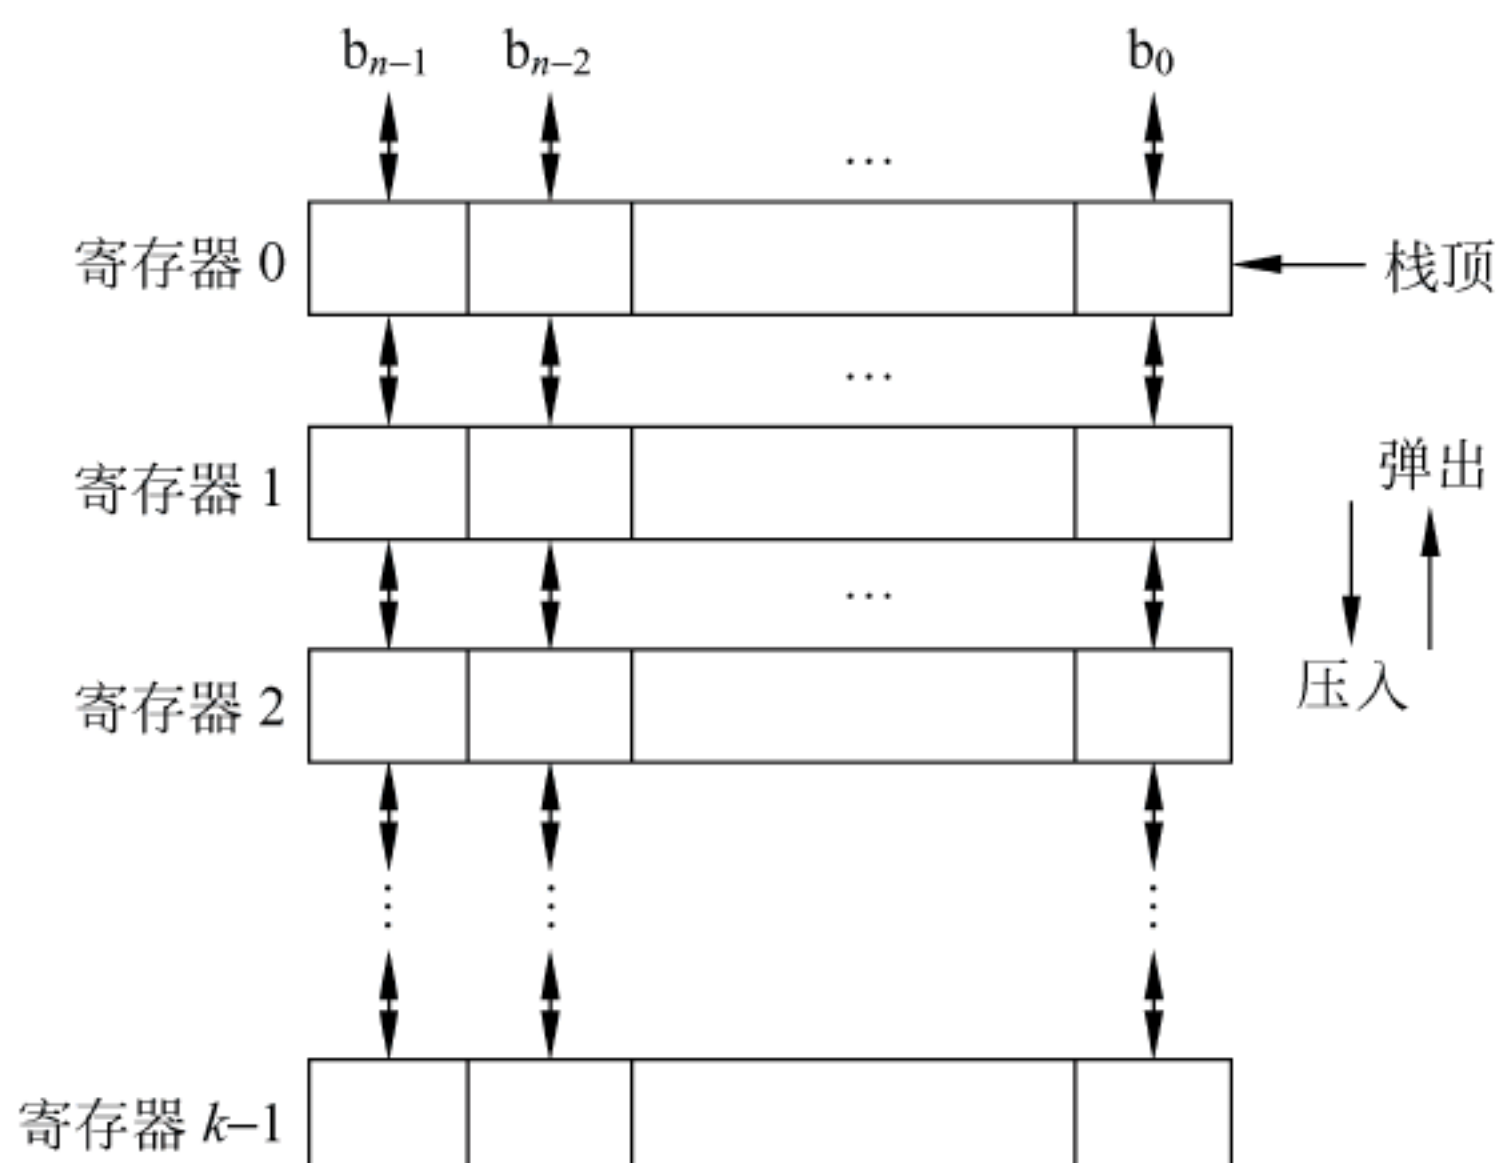 bn−1 bn−2 b0
…
寄存器 0 栈顶
…
寄存器 1
弹出
…
寄存器 2
压入
⋮ ⋮ ⋮
寄存器 k−1